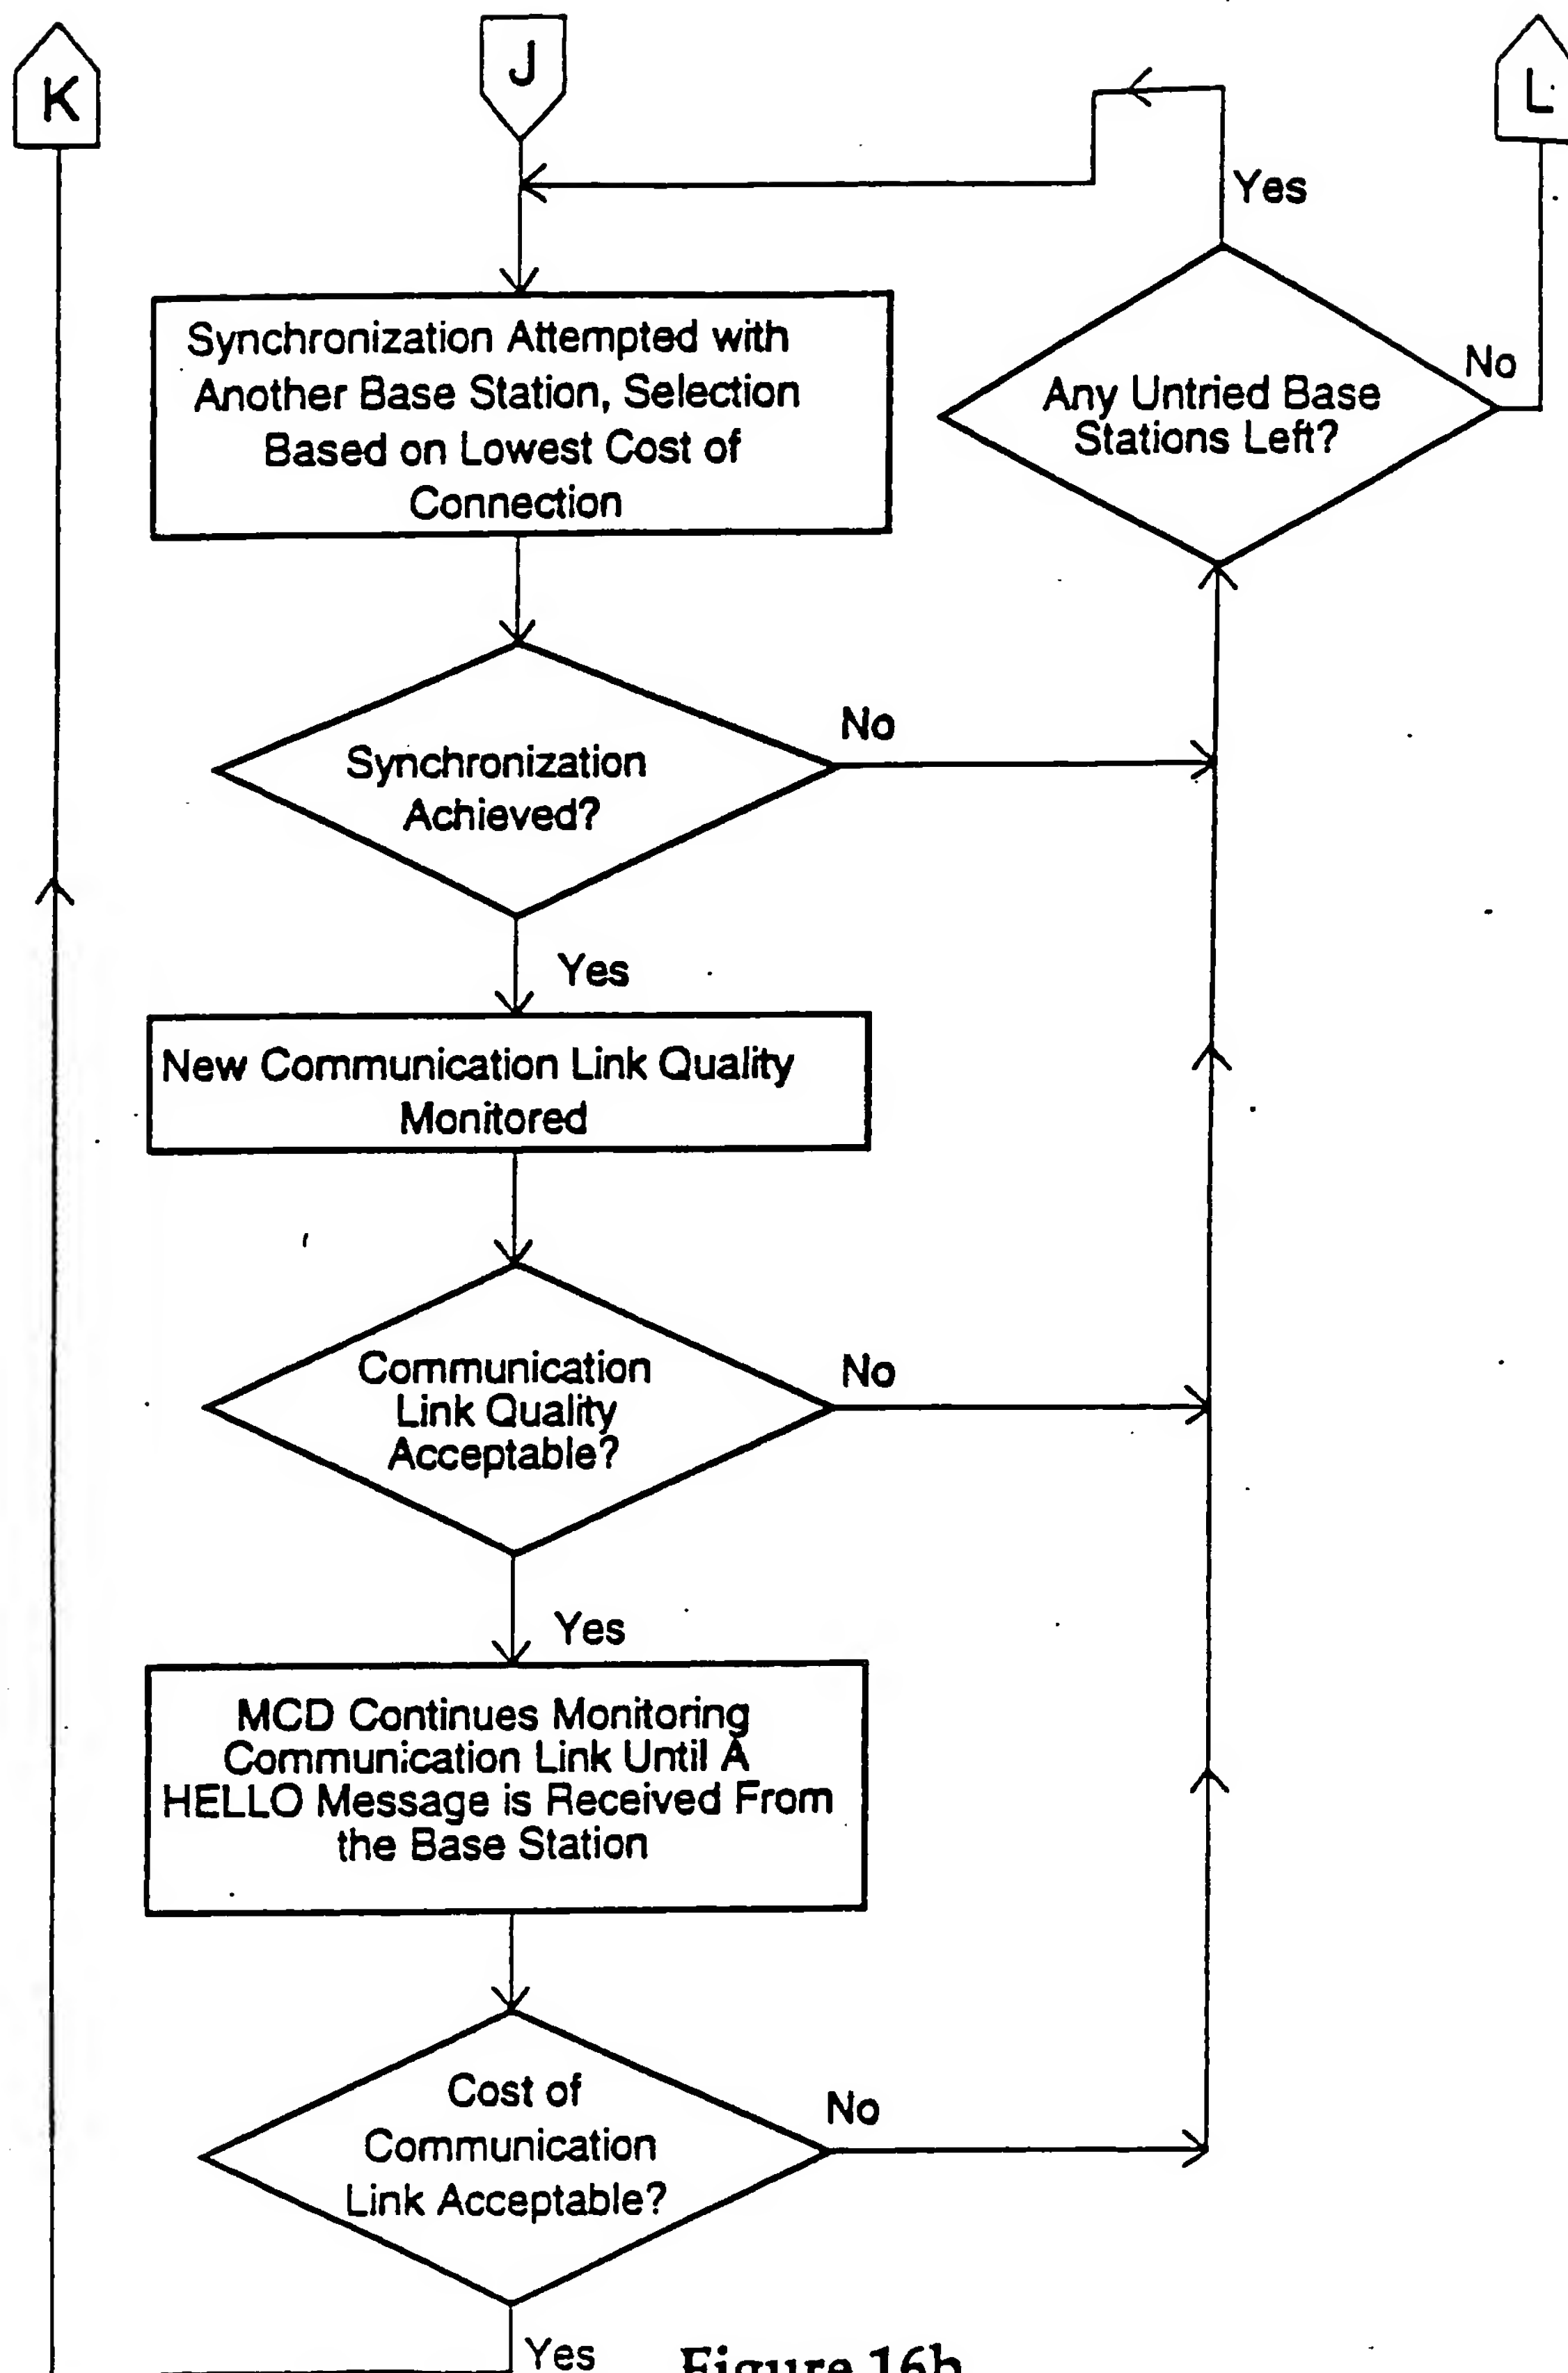 K
J
L
Yes
Synchronization Attempted with
Another Base Station, Selection
Based on Lowest Cost of
Connection
No
Any Untried Base
Stations Left?
No
Synchronization
Achieved?
Yes
New Communication Link Quality
Monitored
No
Communication
Link Quality
Acceptable?
Yes
MCD Continues Monitoring
Communication Link Until A
HELLO Message is Received From
the Base Station
No
Cost of
Communication
Link Acceptable?
Yes
Figure 16b